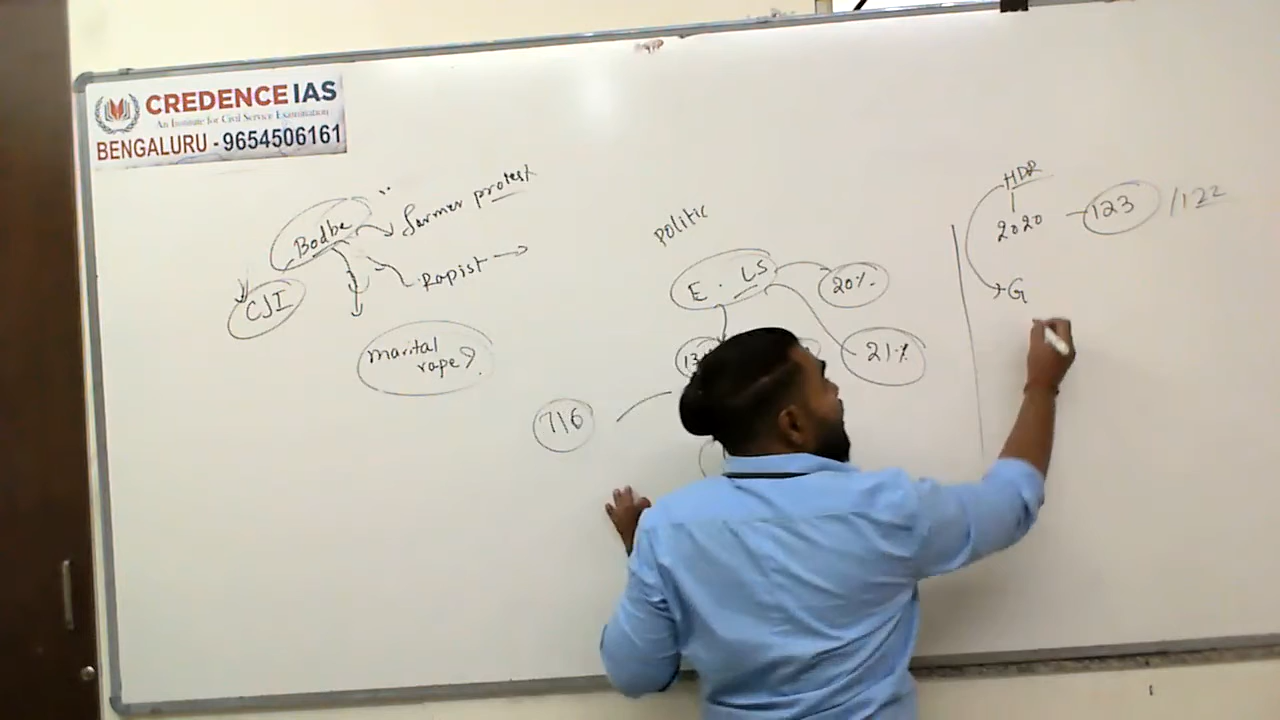 CREDENCE IAS
An Institute for Civil Service Examination
BENGALURU - 9654506161
Bodbe
farmer protest
Rapist
CJI
marital
rape?
Politic
E. LS
20%
21%
716
HDR
2020 - 123 / 122
G